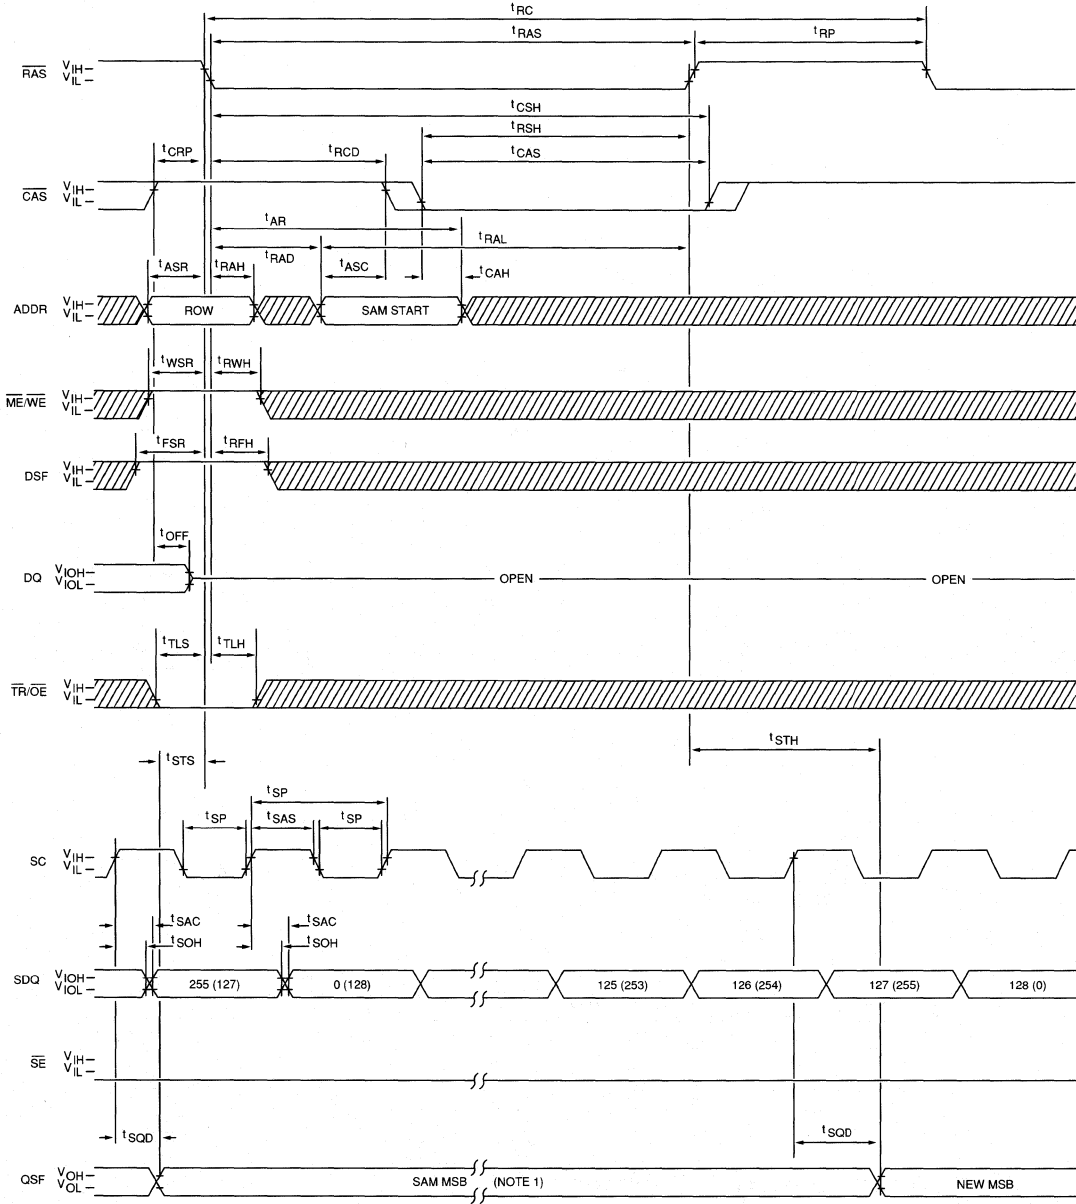 tRC
tRAS tRP
RAS VIH VIL
tCSH
tRSH
tCRP tRCD tCAS
CAS VIH VIL
tAR
tRAL
tRAD
tASR tRAH tASC tCAH
ADDR VIH VIL ROW SAM START
tWSR tRWH
ME/WE VIH VIL
tFSR tRFH
DSF VIH VIL
tOFF
DQ VIOH VIOL OPEN OPEN
tTLS tTLH
TR/OE VIH VIL
tSTH
tSTS
tSP
tSP tSAS tSP
SC VIH VIL
tSAC tSAC
tSOH tSOH
SDQ VIOH VIOL 255 (127) 0 (128) 125 (253) 126 (254) 127 (255) 128 (0)
SE VIH VIL
tSQD tSQD
QSF VOH VOL SAM MSB (NOTE 1) NEW MSB